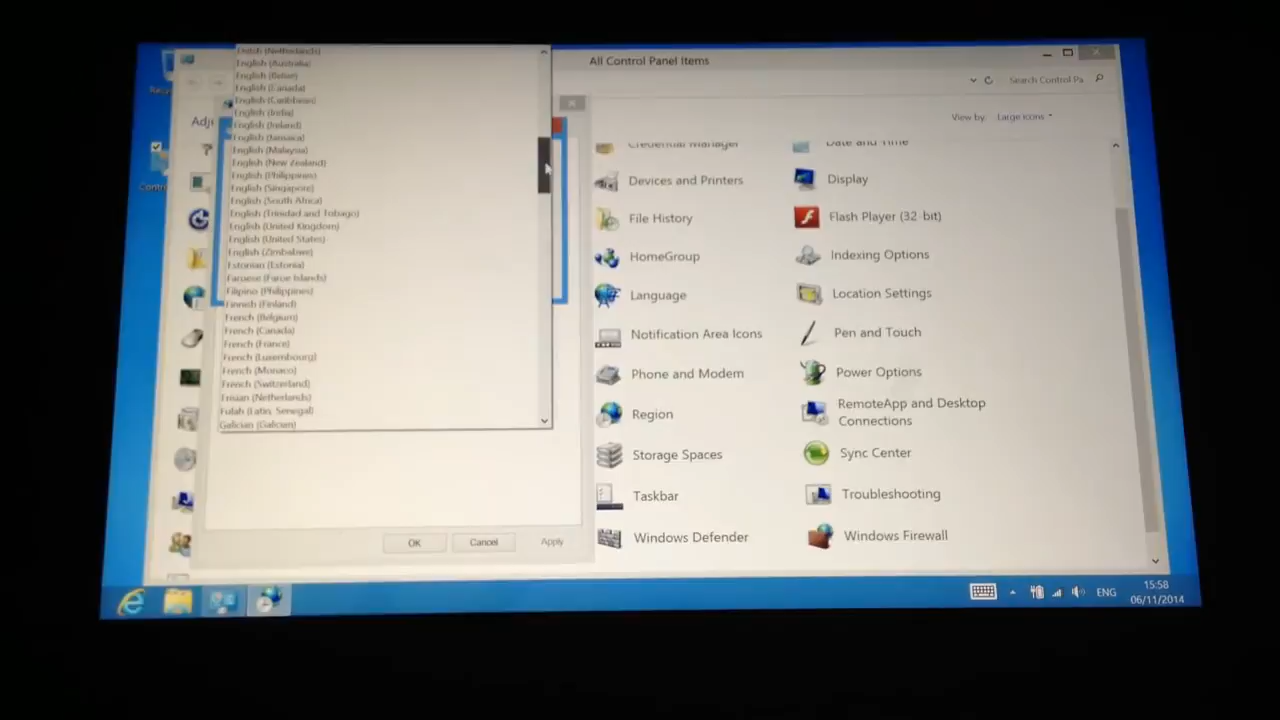 Dutch (Netherlands)
English (Australia)
English (Belize)
English (Canada)
English (Caribbean)
English (India)
English (Ireland)
English (Jamaica)
English (Malaysia)
English (New Zealand)
English (Philippines)
English (Singapore)
English (South Africa)
English (Trinidad and Tobago)
English (United Kingdom)
English (United States)
English (Zimbabwe)
Estonian (Estonia)
Faroese (Faroe Islands)
Filipino (Philippines)
Finnish (Finland)
French (Belgium)
French (Canada)
French (France)
French (Luxembourg)
French (Monaco)
French (Switzerland)
Frisian (Netherlands)
Fulah (Latin, Senegal)
Galician (Galician)
Adj
OK
Cancel
Apply
All Control Panel Items
Search Control Pa
View by:
Large icons
Credential Manager
Date and Time
Devices and Printers
Display
File History
Flash Player (32-bit)
HomeGroup
Indexing Options
Language
Location Settings
Notification Area Icons
Pen and Touch
Phone and Modem
Power Options
Region
RemoteApp and Desktop
Connections
Storage Spaces
Sync Center
Taskbar
Troubleshooting
Windows Defender
Windows Firewall
ENG
15:58
06/11/2014